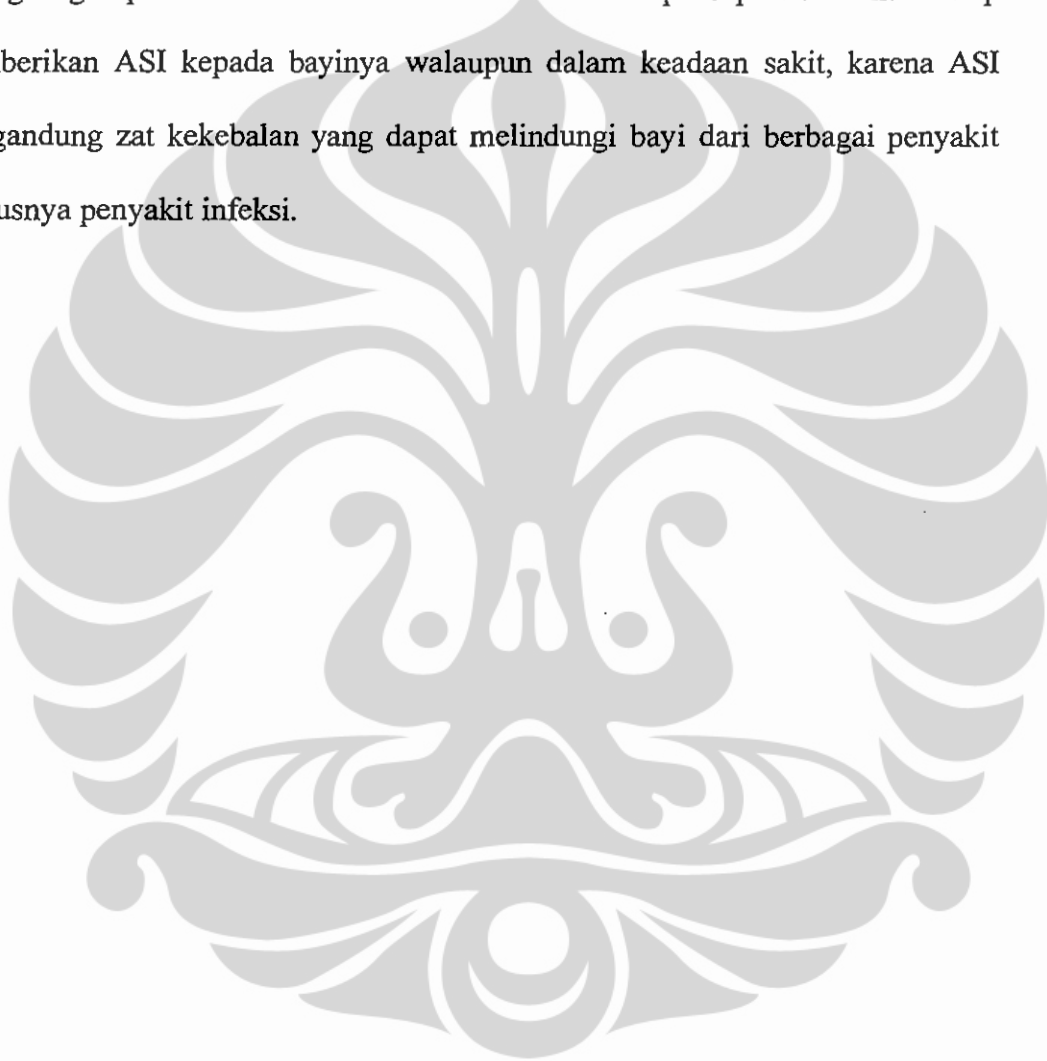 berikan ASI kepada bayinya walaupun dalam keadaan sakit, karena ASI
gandung zat kekebalan yang dapat melindungi bayi dari berbagai penyakit
usnya penyakit infeksi.